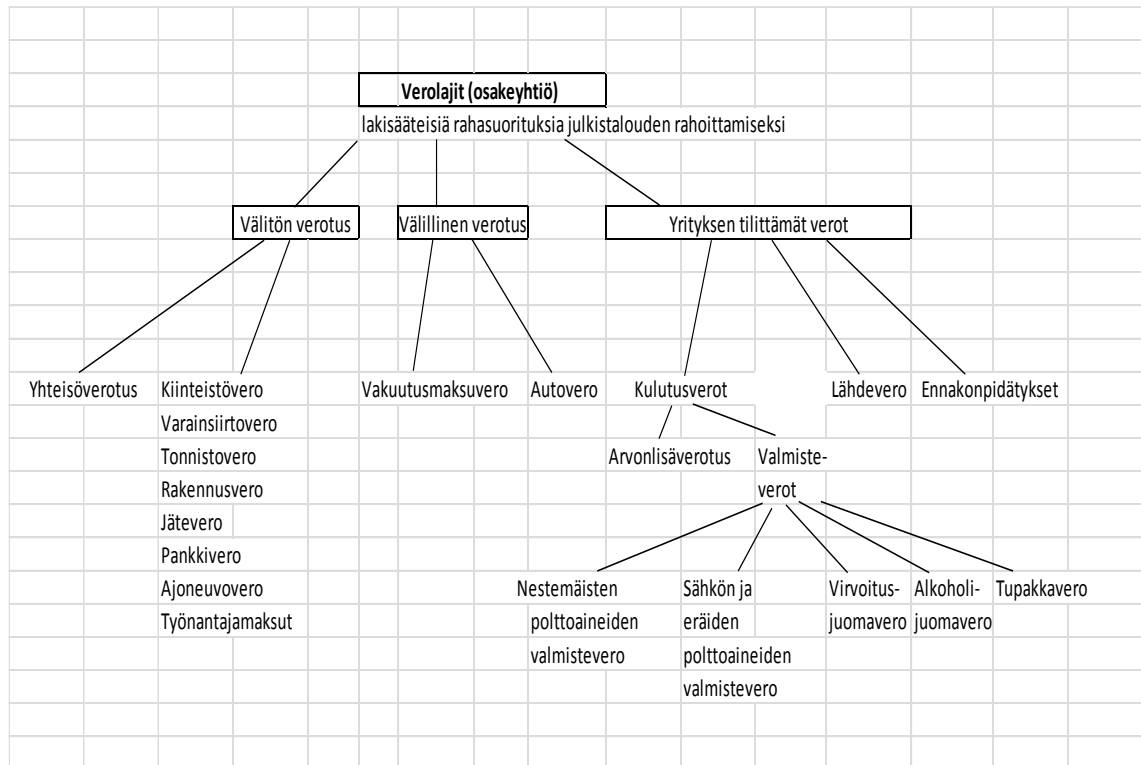 Verolajit (osakeyhtiö)
lakisääteisiä rahasuorituksia julkistalouden rahoittamiseksi
Välitön verotus
Välillinen verotus
Yrityksen tilittämät verot
Yhteisöverotus
Kiinteistövero
Varainsiirtovero
Tonnistovero
Rakennusvero
Jätevero
Pankkivero
Ajoneuvovero
Työnantajamaksut
Vakuutusmaksuvero
Autovero
Kulutusverot
Lähdevero
Ennakonpidätykset
Arvonlisäverotus
Valmiste-
verot
Nestemäisten
polttoaineiden
valmistevero
Sähkön ja
eräiden
polttoaineiden
valmistevero
Virvoitus-
juomavero
Alkoholi-
juomavero
Tupakkavero